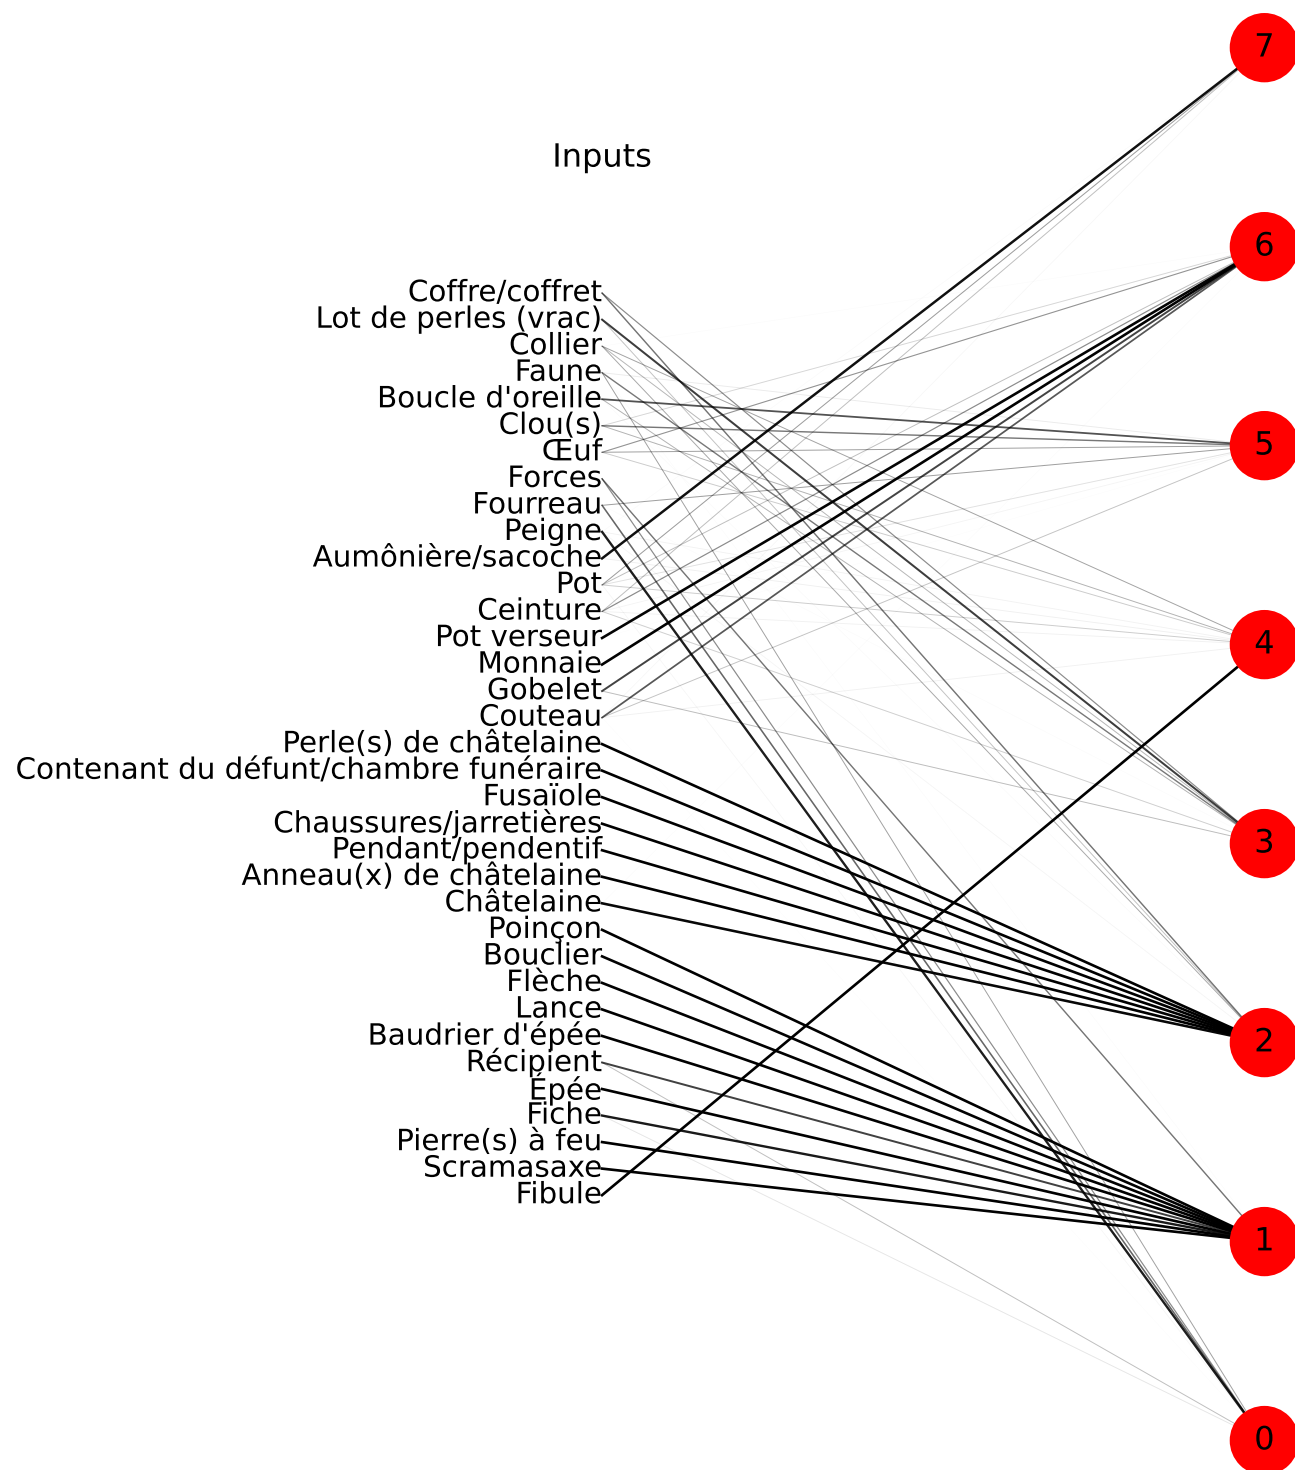 7
Inputs
6
Coffre/coffret
Lot de perles (vrac)
Collier
Faune
Boucle d'oreille
Clou(s)
5
Œuf
Forces
Fourreau
Peigne
Aumônière/sacoche
Pot
Ceinture
Pot verseur
4
Monnaie
Gobelet
Couteau
Perle(s) de châtelaine
Contenant du défunt/chambre funéraire
Fusaïole
Chaussures/jarretières
3
Pendant/pendentif
Anneau(x) de châtelaine
Châtelaine
Poinçon
Bouclier
Flèche
Lance
Baudrier d'épée
2
Récipient
Épée
Fiche
Pierre(s) à feu
Scramasaxe
Fibule
1
0